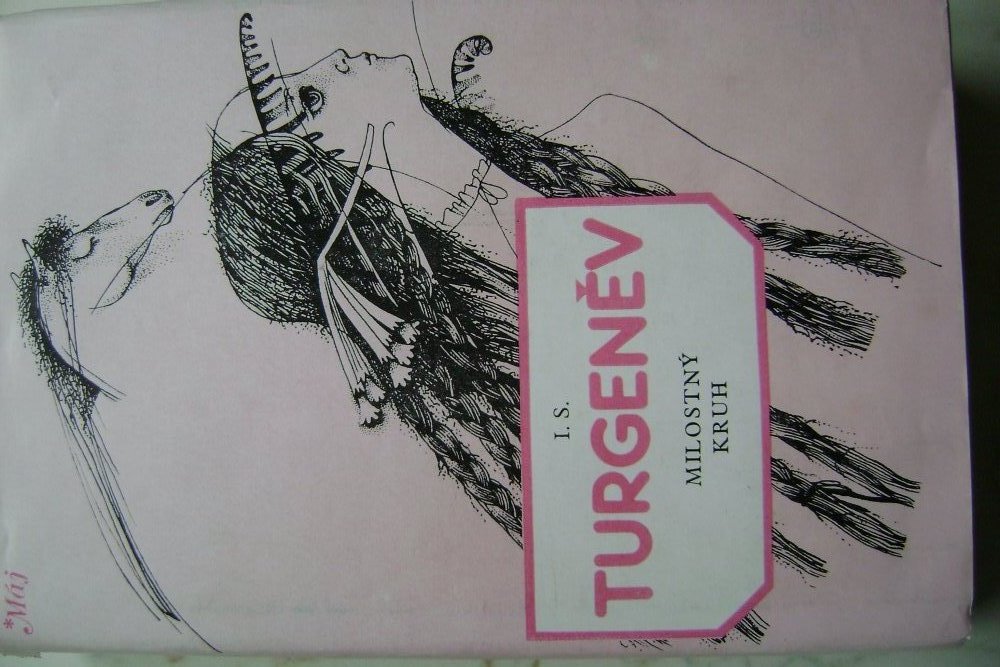 *Máj
I. S.
TURGENĚV
MILOSTNÝ
KRUH